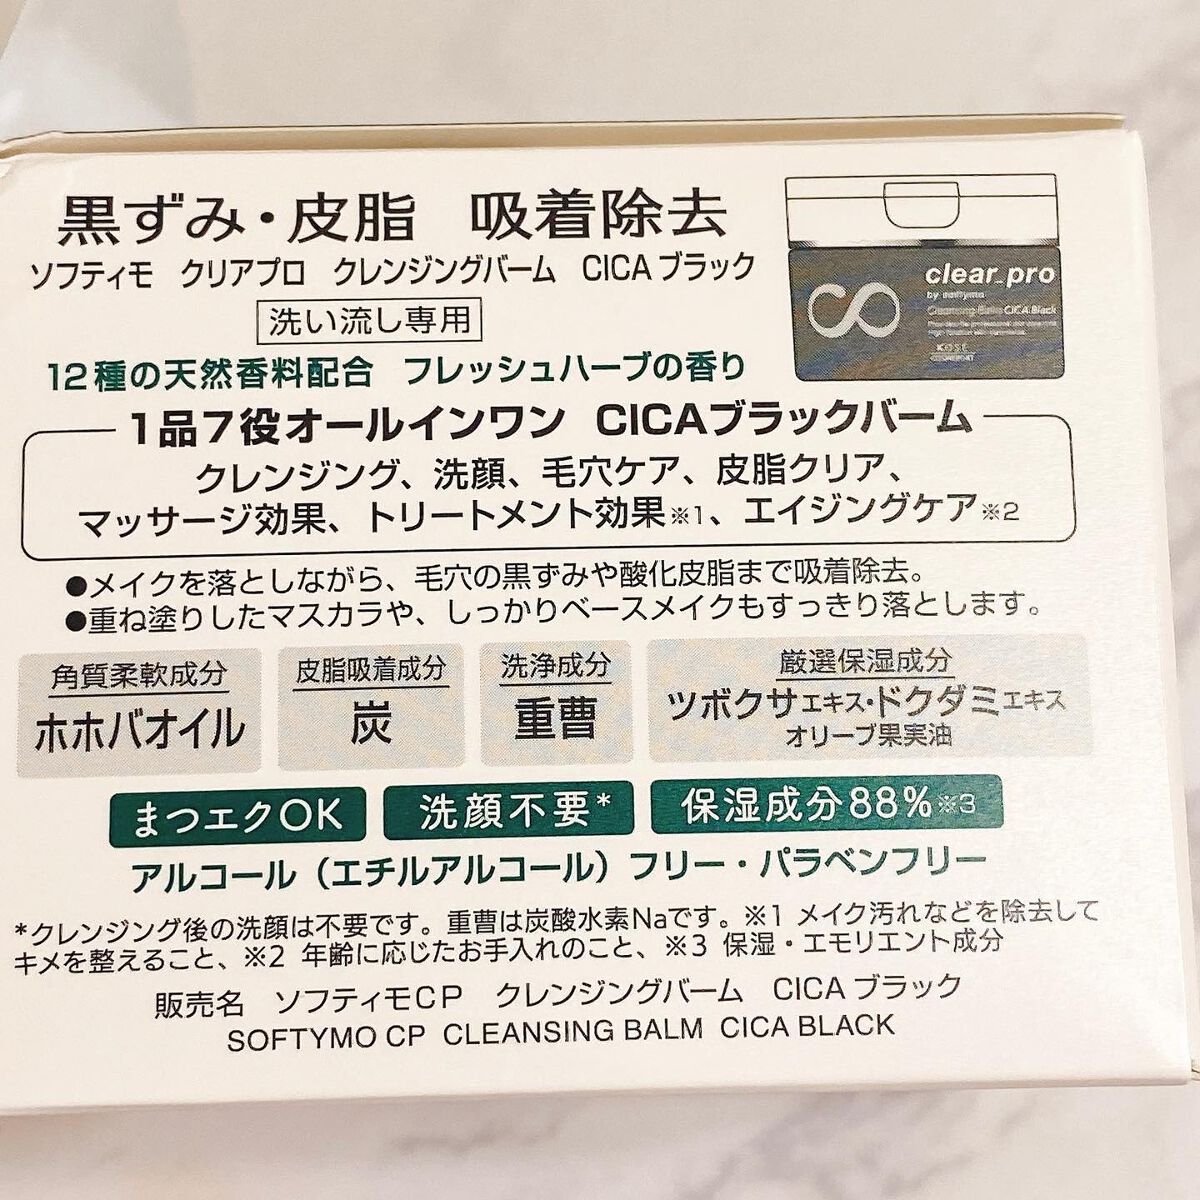 黒ずみ・皮脂 吸着除去
ソフティモ クリアプロ クレンジングバーム CICA ブラック
洗い流し専用
12種の天然香料配合 フレッシュハーブの香り
clear_pro
by softymo
Cleansing Balm CICA Black
KOSÉ
COSMEPORT
1品7役オールインワン CICAブラックバーム
クレンジング、洗顔、毛穴ケア、皮脂クリア、
マッサージ効果、トリートメント効果※1、エイジングケア※2
●メイクを落としながら、毛穴の黒ずみや酸化皮脂まで吸着除去。
●重ね塗りしたマスカラや、しっかりベースメイクもすっきり落とします。
角質柔軟成分
ホホバオイル
皮脂吸着成分
炭
洗浄成分
重曹
厳選保湿成分
ツボクサエキス・ドクダミエキス
オリーブ果実油
まつエクOK
洗顔不要*
保湿成分88%※3
アルコール（エチルアルコール）フリー・パラベンフリー
*クレンジング後の洗顔は不要です。重曹は炭酸水素Naです。※1 メイク汚れなどを除去して
キメを整えること、※2 年齢に応じたお手入れのこと、※3 保湿・エモリエント成分
販売名 ソフティモCP クレンジングバーム CICA ブラック
SOFTYMO CP CLEANSING BALM CICA BLACK